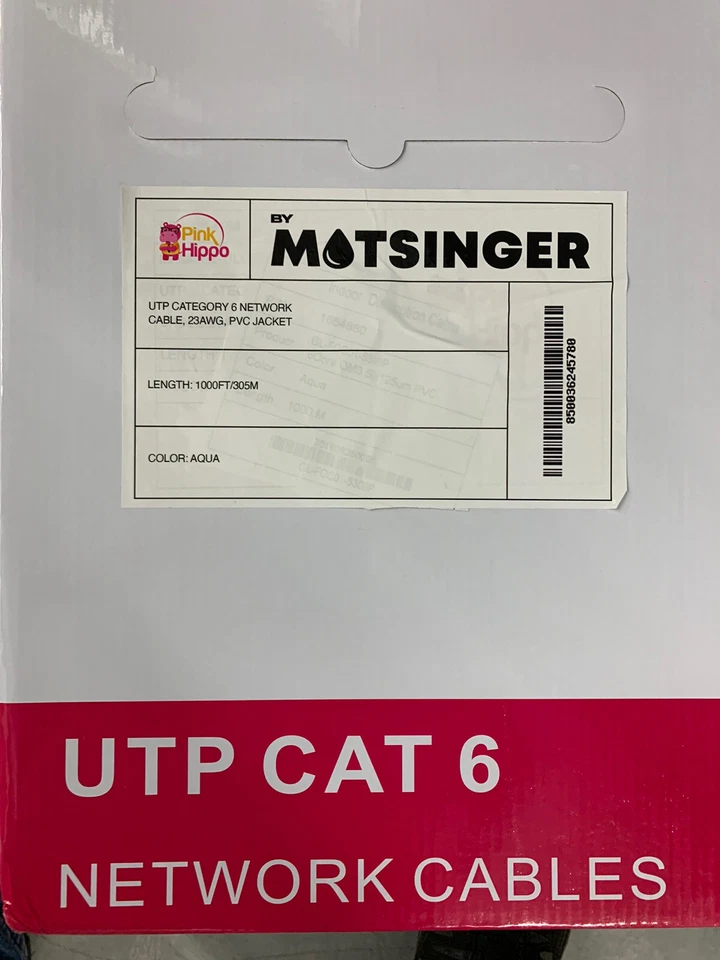 Pink
Hippo
BY
MOTSINGER
UTP CATEGORY 6 NETWORK
CABLE, 23AWG, PVC JACKET
LENGTH: 1000FT/305M
COLOR: AQUA
850036245780
UTP CAT 6
NETWORK CABLES